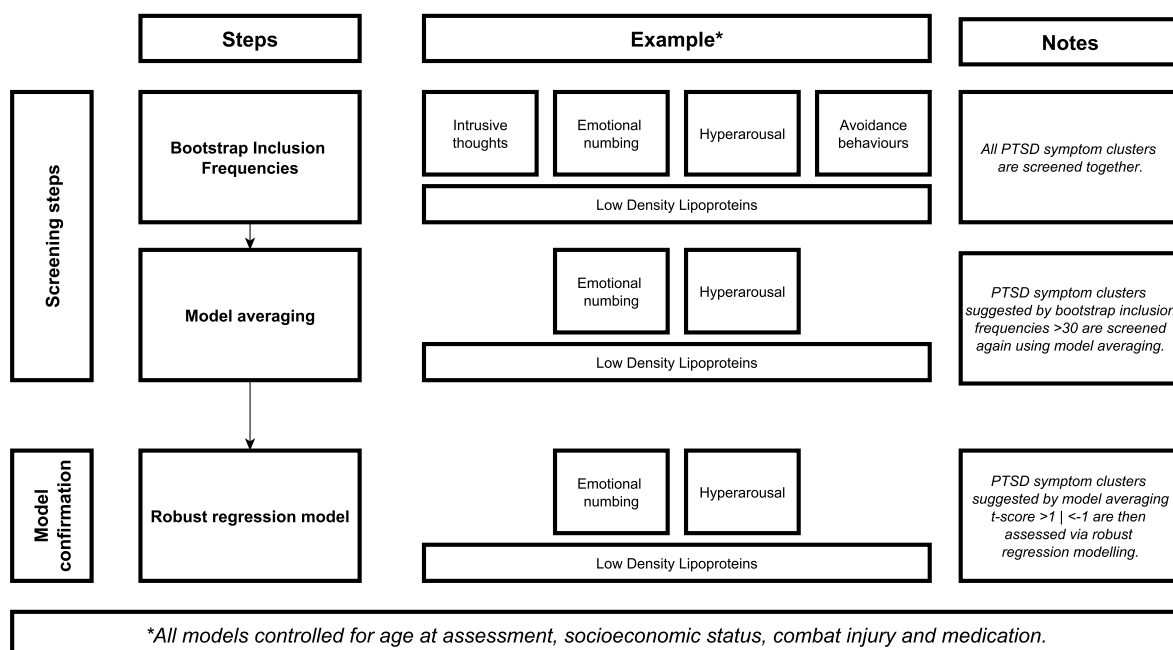 Steps
Example*
Notes
Screening steps
Bootstrap Inclusion
Frequencies
Intrusive
thoughts
Emotional
numbing
Hyperarousal
Avoidance
behaviours
Low Density Lipoproteins
All PTSD symptom clusters
are screened together.
Model averaging
Emotional
numbing
Hyperarousal
Low Density Lipoproteins
PTSD symptom clusters
suggested by bootstrap inclusion
frequencies >30 are screened
again using model averaging.
Model
confirmation
Robust regression model
Emotional
numbing
Hyperarousal
Low Density Lipoproteins
PTSD symptom clusters
suggested by model averaging
t-score >1 | <-1 are then
assessed via robust
regression modelling.
*All models controlled for age at assessment, socioeconomic status, combat injury and medication.